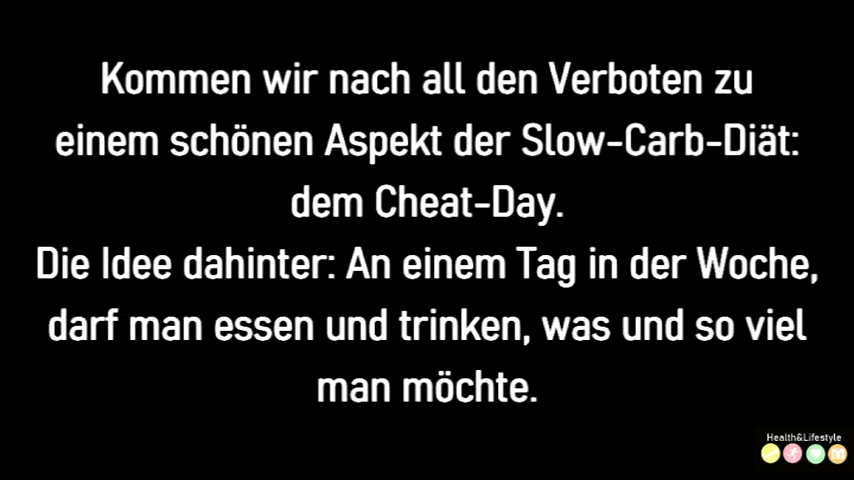 Kommen wir nach all den Verboten zu
einem schönen Aspekt der Slow-Carb-Diät:
dem Cheat-Day.
Die Idee dahinter: An einem Tag in der Woche,
darf man essen und trinken, was und so viel
man möchte.
Health&Lifestyle